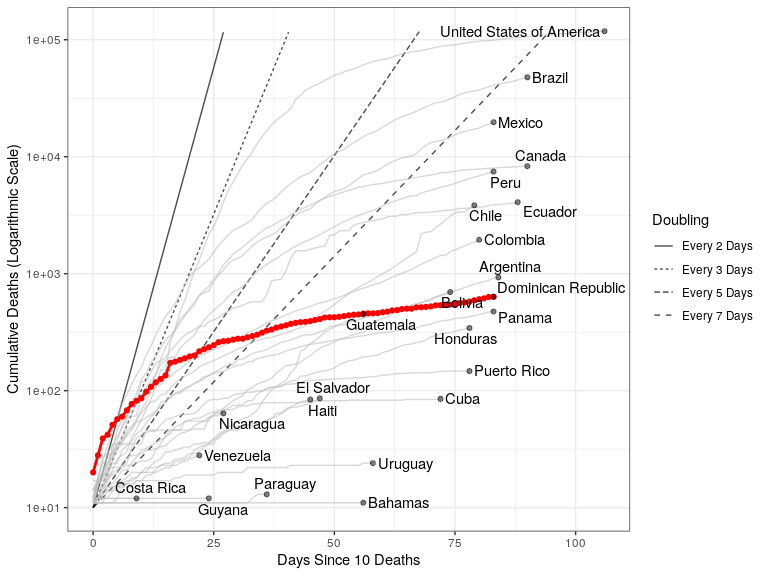 United States of America
1e+05
Brazil
Mexico
1e+04
Canada
Peru
Ecuador
Chile
Colombia
1e+03
Argentina
Dominican Republic
Bolivia
Guatemala
Panama
Honduras
1e+02
Puerto Rico
El Salvador
Haiti
Cuba
Nicaragua
Venezuela
Uruguay
Costa Rica
Paraguay
Guyana
Bahamas
1e+01
0
25
50
75
100
Days Since 10 Deaths
Cumulative Deaths (Logarithmic Scale)
Doubling
Every 2 Days
Every 3 Days
Every 5 Days
Every 7 Days